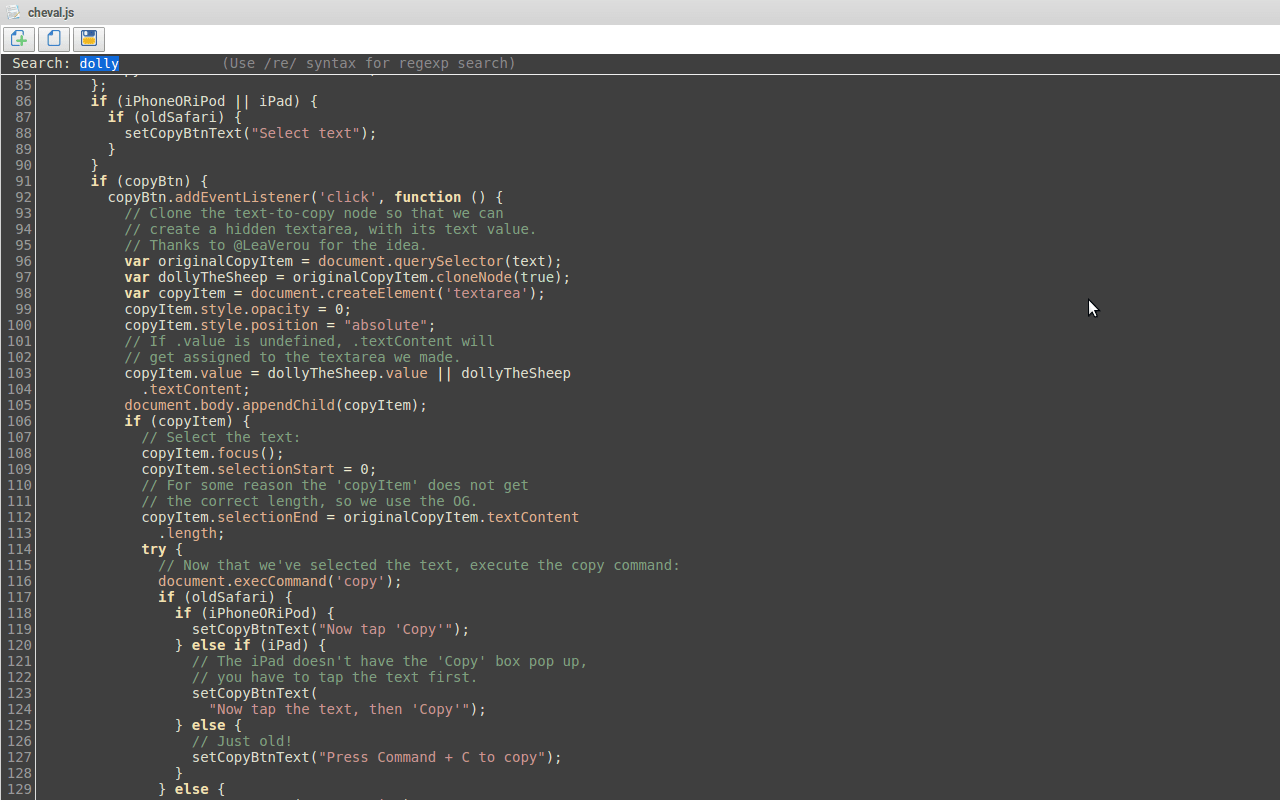 cheval.js
Search: dolly (Use /re/ syntax for regexp search)
85 };
86 if (iPhoneORiPod || iPad) {
87 if (oldSafari) {
88 setCopyBtnText("Select text");
89 }
90 }
91 if (copyBtn) {
92 copyBtn.addEventListener('click', function () {
93 // Clone the text-to-copy node so that we can
94 // create a hidden textarea, with its text value.
95 // Thanks to @LeaVerou for the idea.
96 var originalCopyItem = document.querySelector(text);
97 var dollyTheSheep = originalCopyItem.cloneNode(true);
98 var copyItem = document.createElement('textarea');
99 copyItem.style.opacity = 0;
100 copyItem.style.position = "absolute";
101 // If .value is undefined, .textContent will
102 // get assigned to the textarea we made.
103 copyItem.value = dollyTheSheep.value || dollyTheSheep
104 .textContent;
105 document.body.appendChild(copyItem);
106 if (copyItem) {
107 // Select the text:
108 copyItem.focus();
109 copyItem.selectionStart = 0;
110 // For some reason the 'copyItem' does not get
111 // the correct length, so we use the OG.
112 copyItem.selectionEnd = originalCopyItem.textContent
113 .length;
114 try {
115 // Now that we've selected the text, execute the copy command:
116 document.execCommand('copy');
117 if (oldSafari) {
118 if (iPhoneORiPod) {
119 setCopyBtnText("Now tap 'Copy'");
120 } else if (iPad) {
121 // The iPad doesn't have the 'Copy' box pop up,
122 // you have to tap the text first.
123 setCopyBtnText(
124 "Now tap the text, then 'Copy'");
125 } else {
126 // Just old!
127 setCopyBtnText("Press Command + C to copy");
128 }
129 } else {